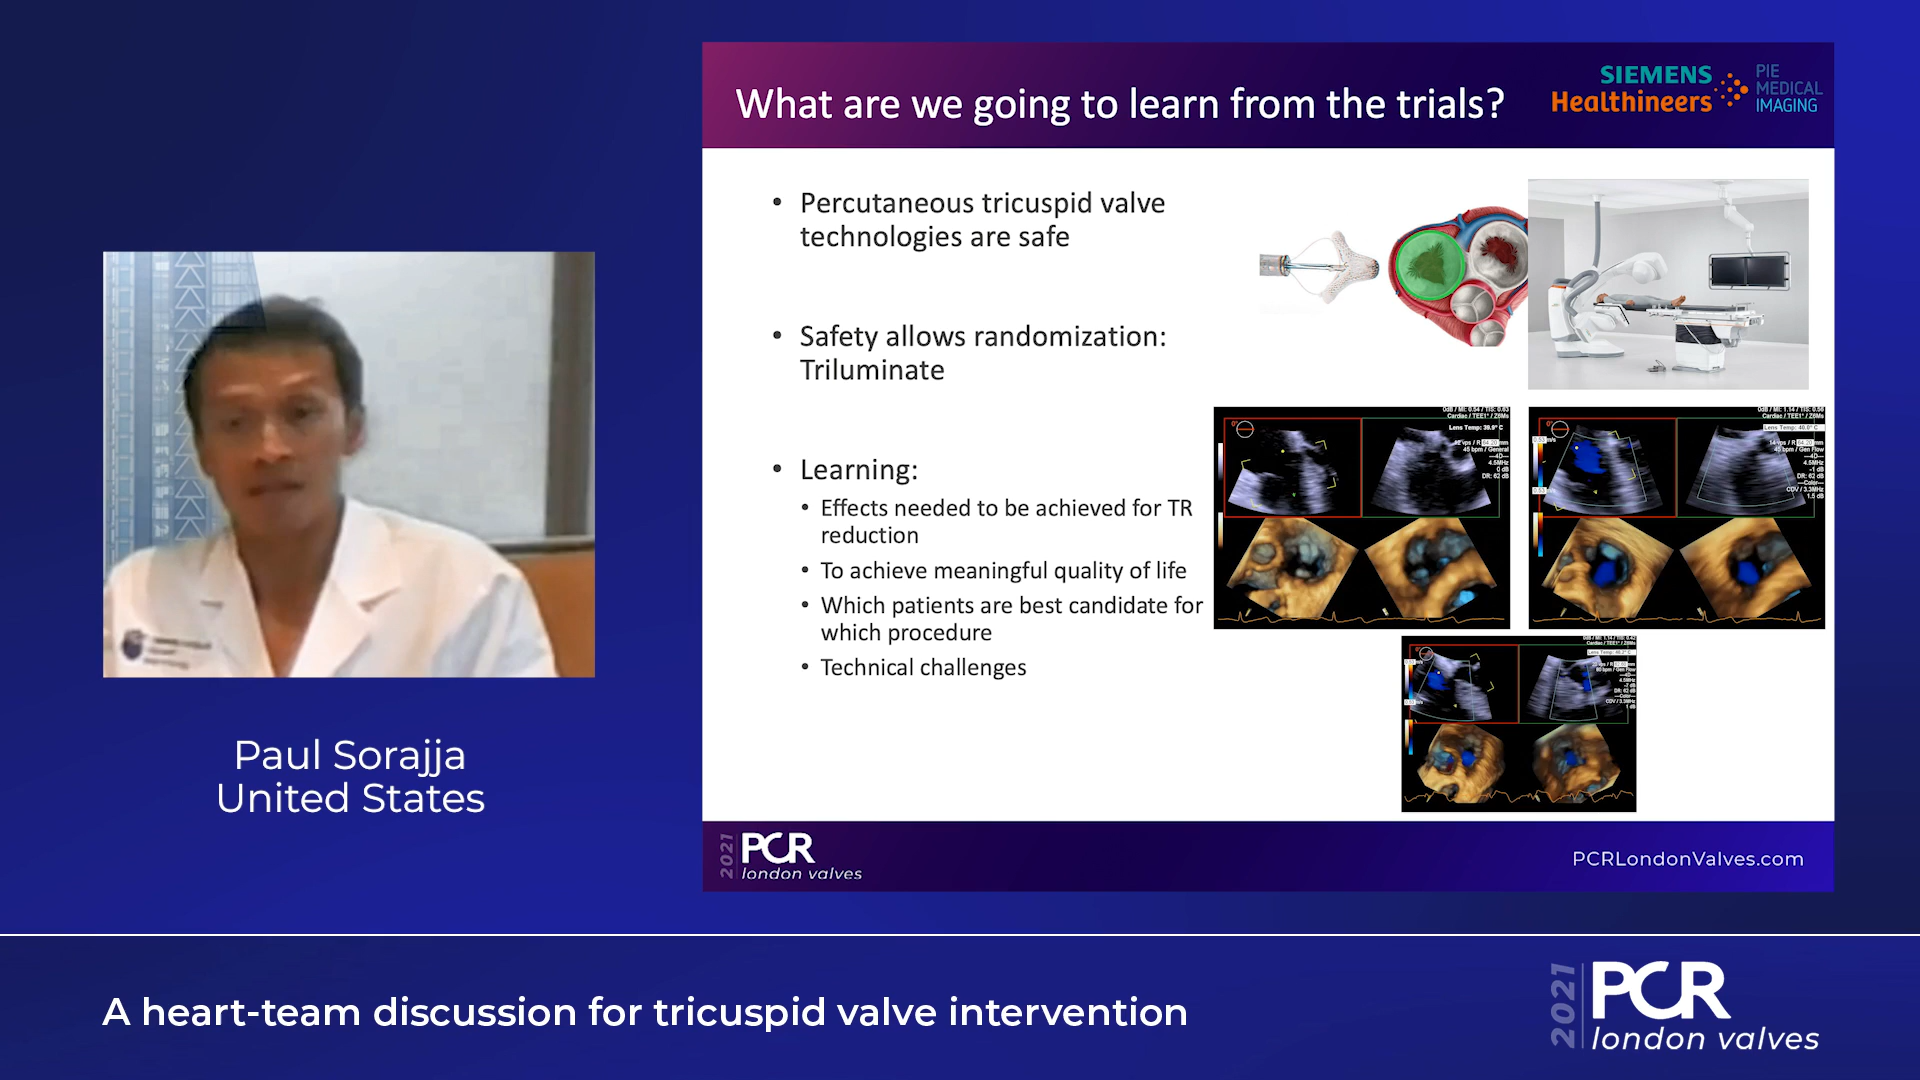 What are we going to learn from the trials?
SIEMENS
Healthineers
PIE
MEDICAL
IMAGING
• Percutaneous tricuspid valve
technologies are safe
• Safety allows randomization:
Triluminate
• Learning:
• Effects needed to be achieved for TR
reduction
• To achieve meaningful quality of life
• Which patients are best candidate for
which procedure
• Technical challenges
Paul Sorajja
United States
2021
PCR
london valves
PCRLondonValves.com
A heart-team discussion for tricuspid valve intervention
2021
PCR
london valves